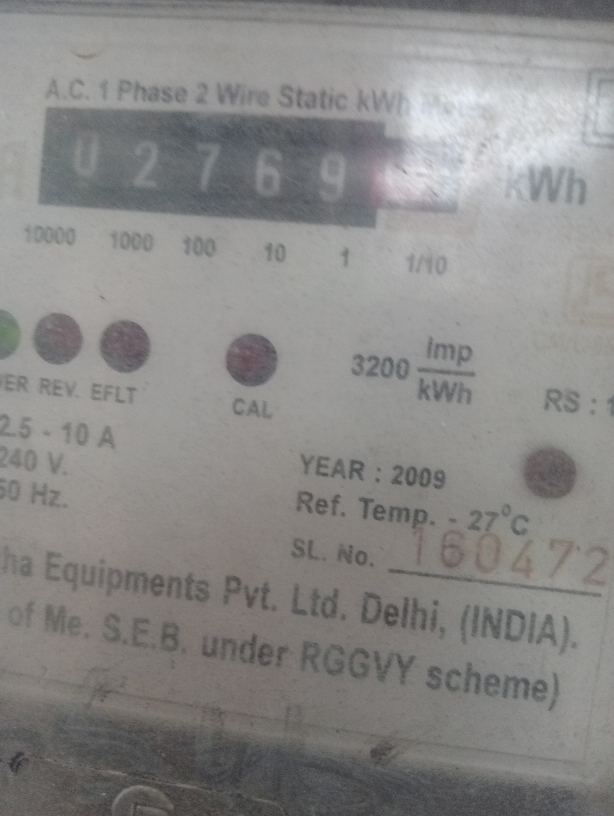 A.C. 1 Phase 2 Wire Static kWh
0 2 7 6 9 kWh
10000 1000 100 10 1 1/10
REV. EFLT
CAL
3200 imp/kWh
RS :
2.5 - 10 A
240 V.
50 Hz.
YEAR : 2009
Ref. Temp. - 27°C
SL. No. 160472
Equipments Pvt. Ltd. Delhi, (INDIA).
of Me. S.E.B. under RGGVY scheme)